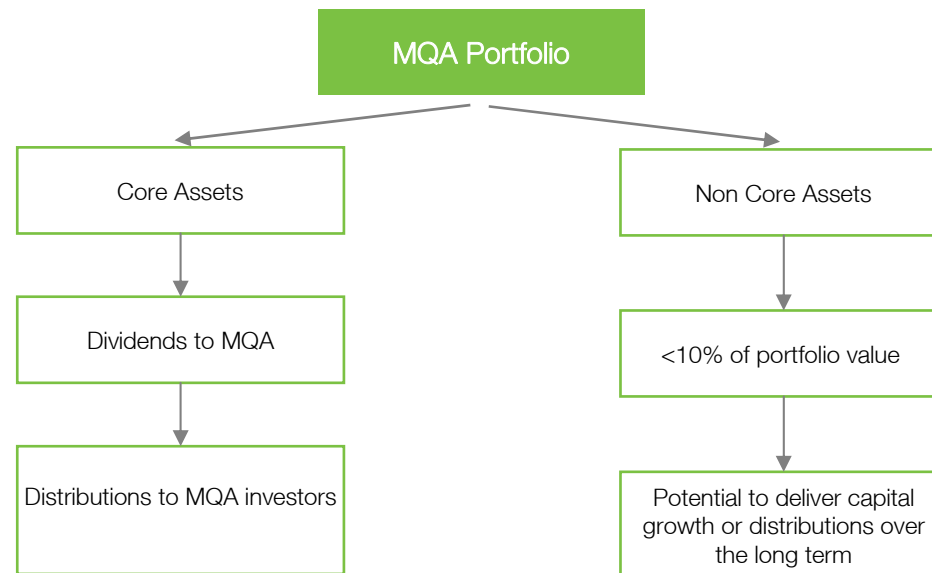 MQA Portfolio
Core Assets
Non Core Assets
Dividends to MQA
<10% of portfolio value
Distributions to MQA investors
Potential to deliver capital
growth or distributions over
the long term